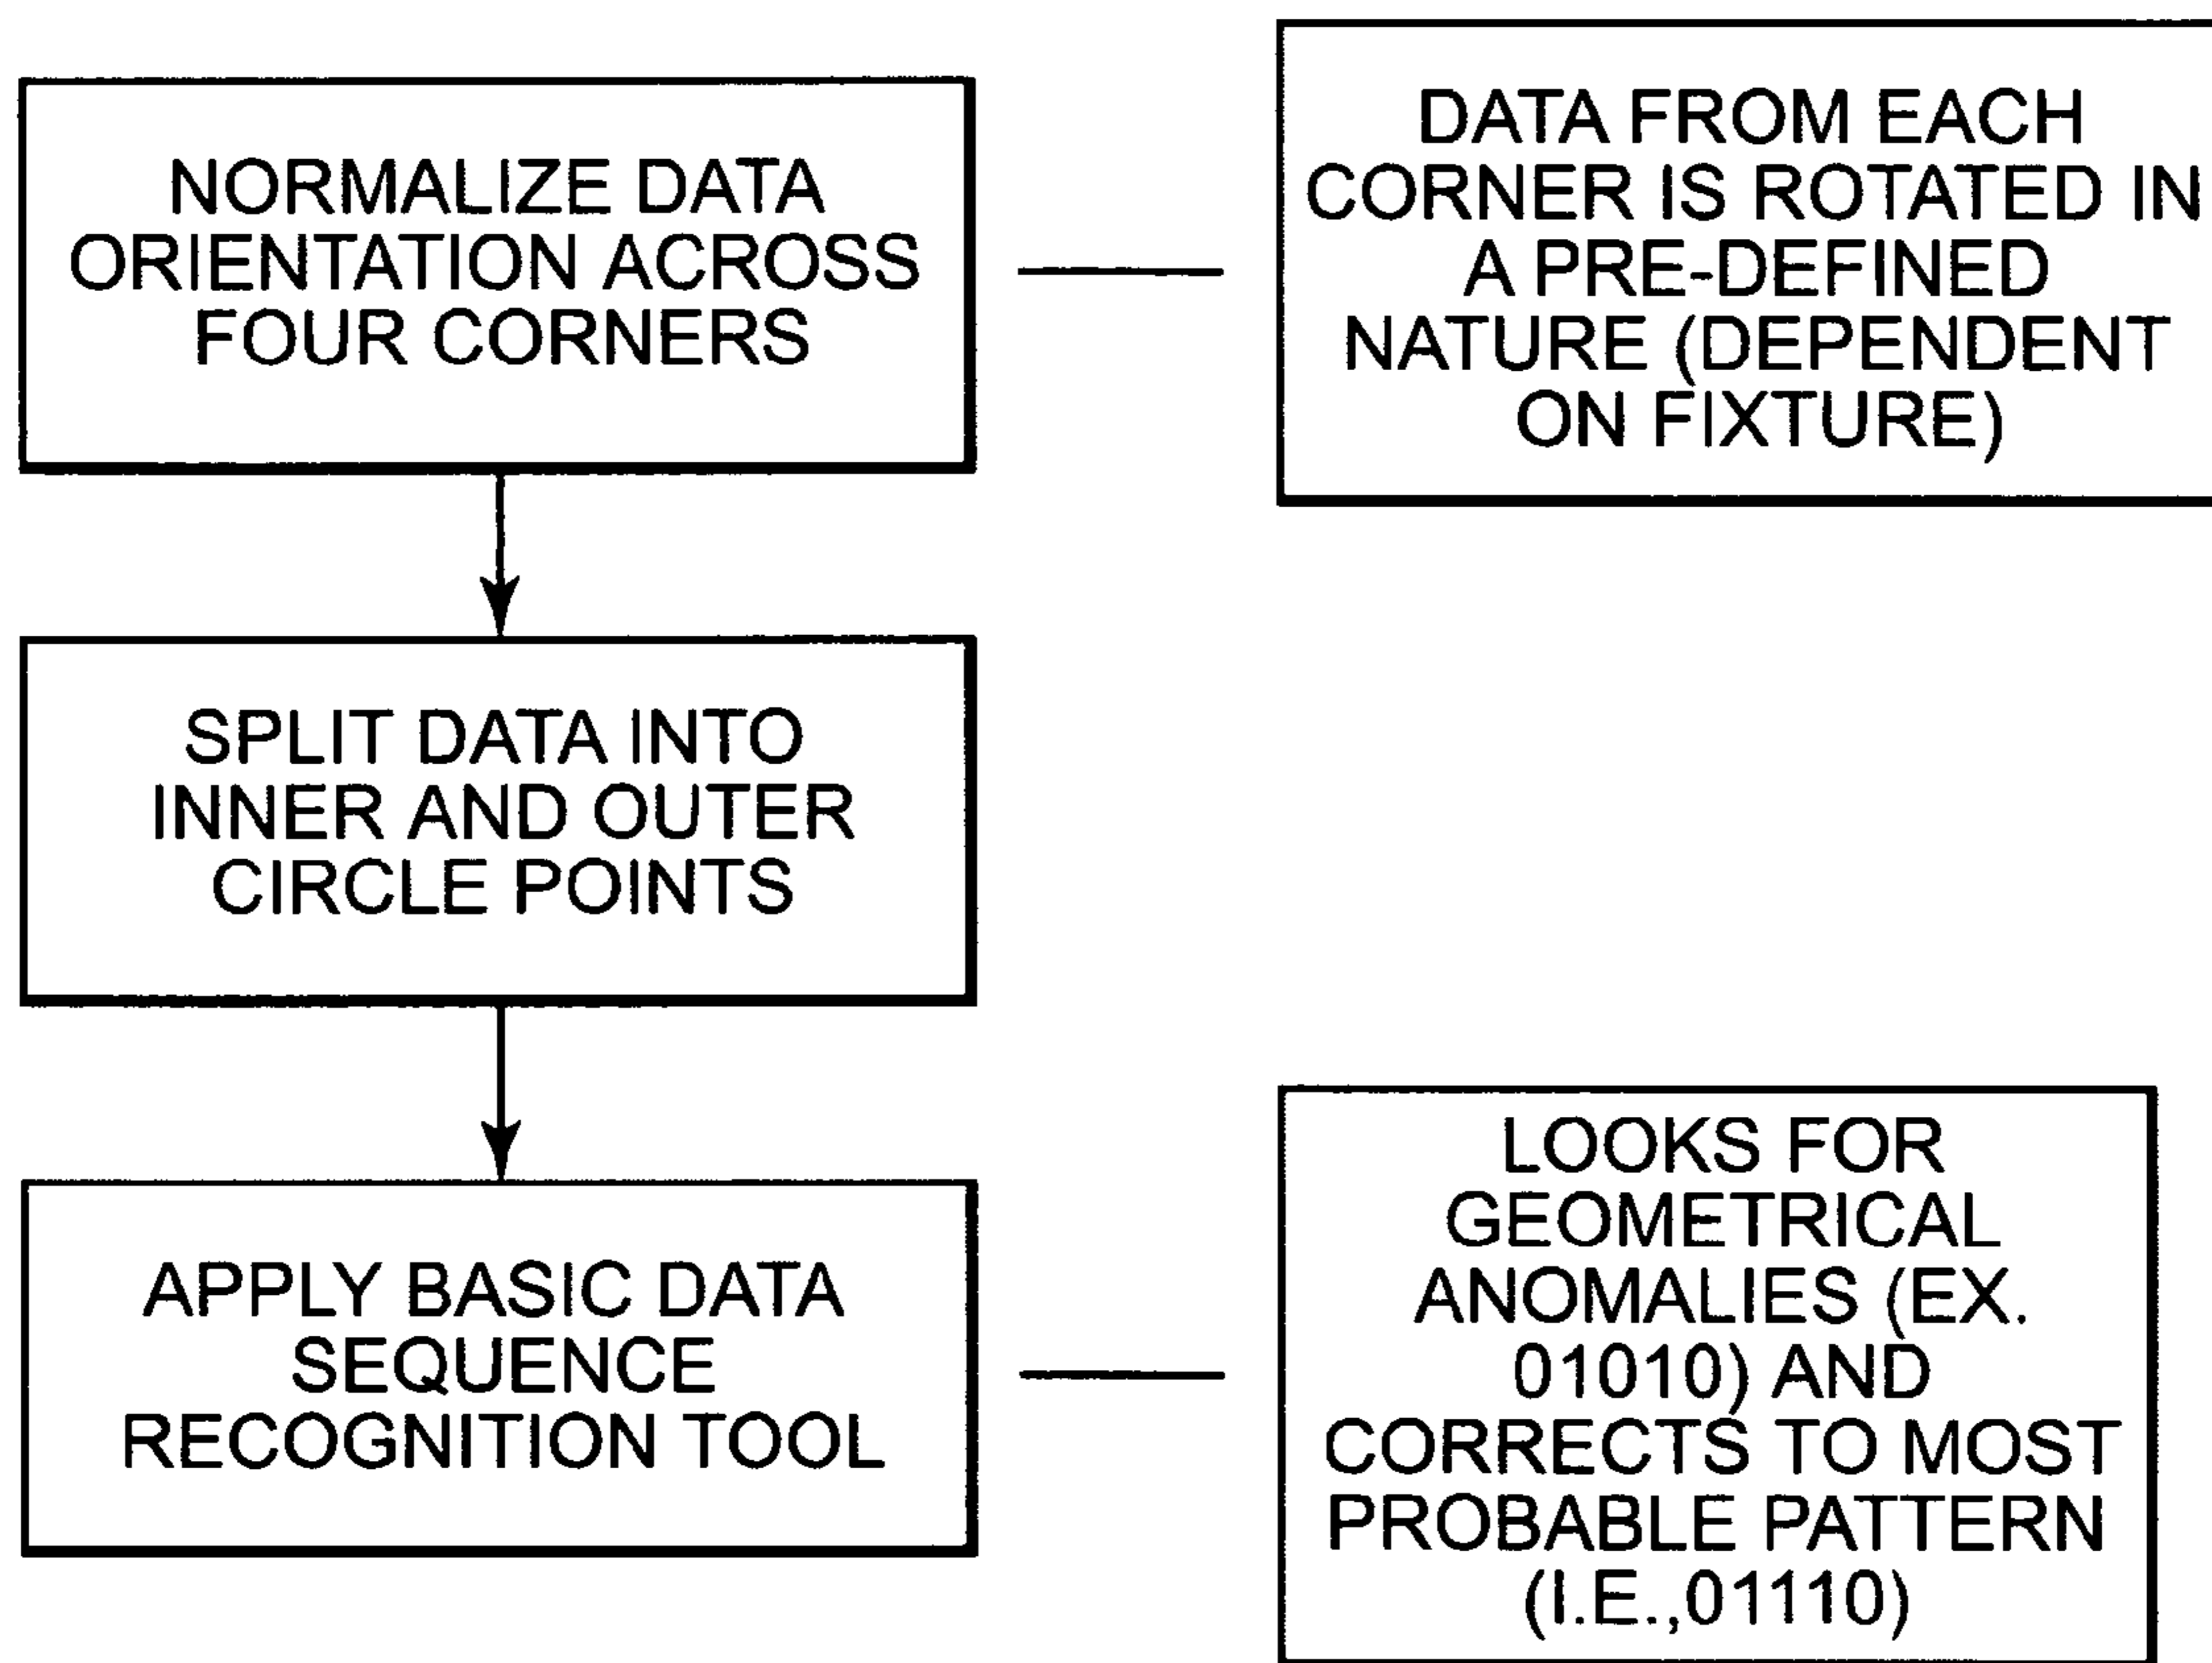 NORMALIZE DATA
ORIENTATION ACROSS
FOUR CORNERS
DATA FROM EACH
CORNER IS ROTATED IN
A PRE-DEFINED
NATURE (DEPENDENT
ON FIXTURE)
SPLIT DATA INTO
INNER AND OUTER
CIRCLE POINTS
APPLY BASIC DATA
SEQUENCE
RECOGNITION TOOL
LOOKS FOR
GEOMETRICAL
ANOMALIES (EX.
01010) AND
CORRECTS TO MOST
PROBABLE PATTERN
(I.E.,01110)